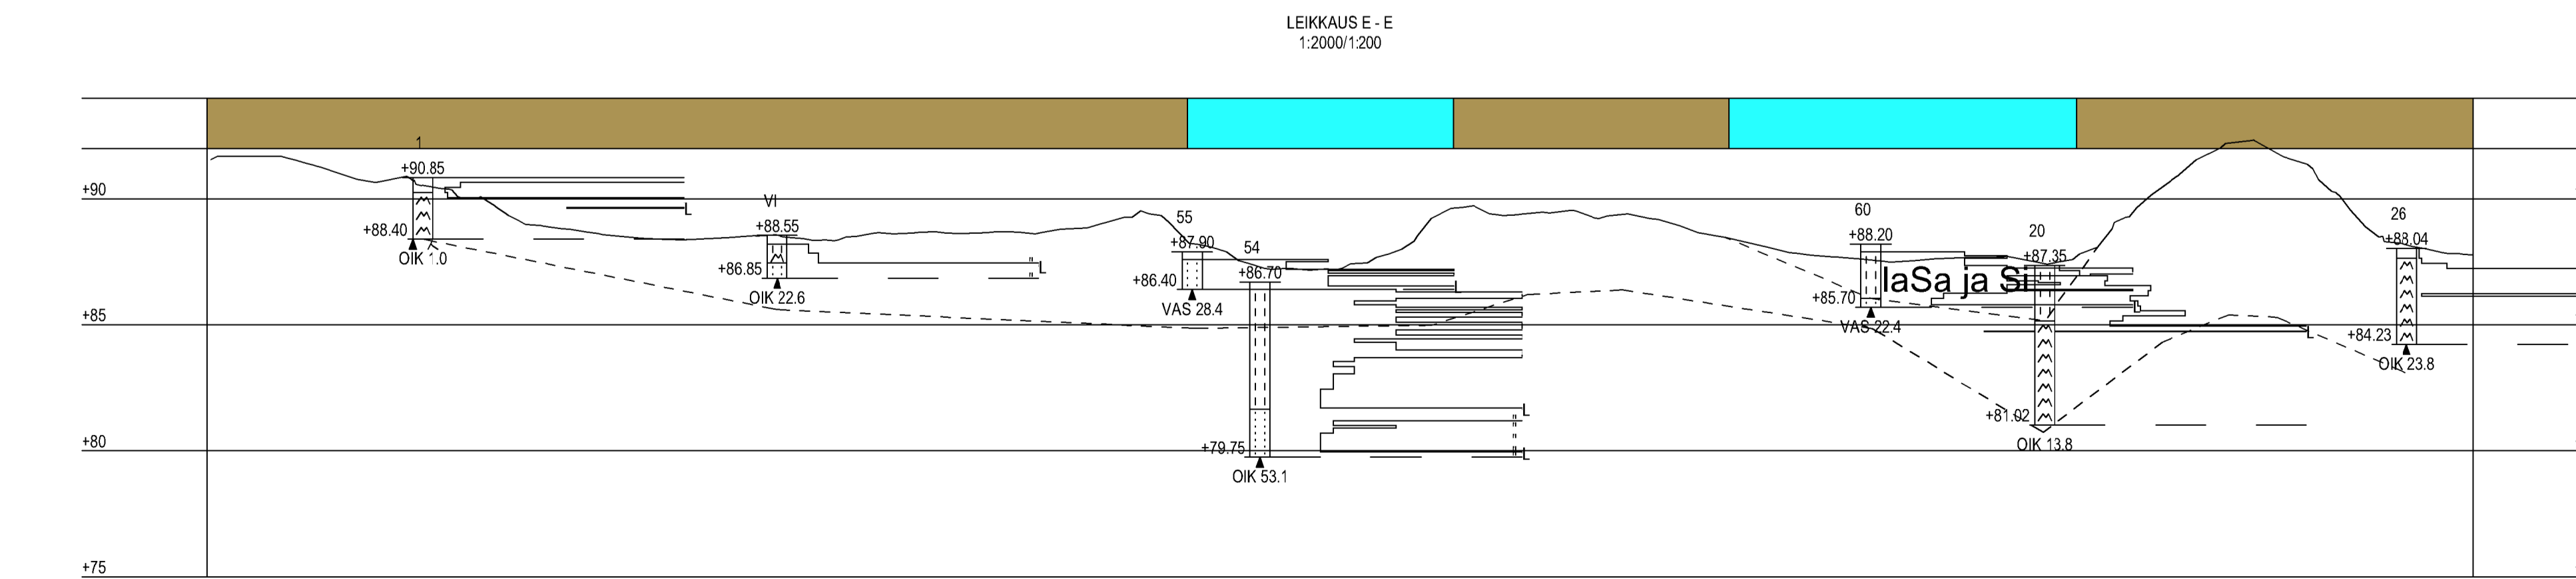 LEIKKAUS E - E
1:2000/1:200
1
+90.85
+90
+88.40
OIK 1.0
VI
+88.55
+86.85
OIK 22.6
55
+87.90
+86.40
VAS 28.4
54
+86.70
+79.75
OIK 53.1
60
+88.20
+85.70
VAS 22.4
laSa ja Si
20
+87.35
+81.02
OIK 13.8
26
+88.04
+84.23
OIK 23.8
L
L
L
L
L
L
L
+85
+80
+75